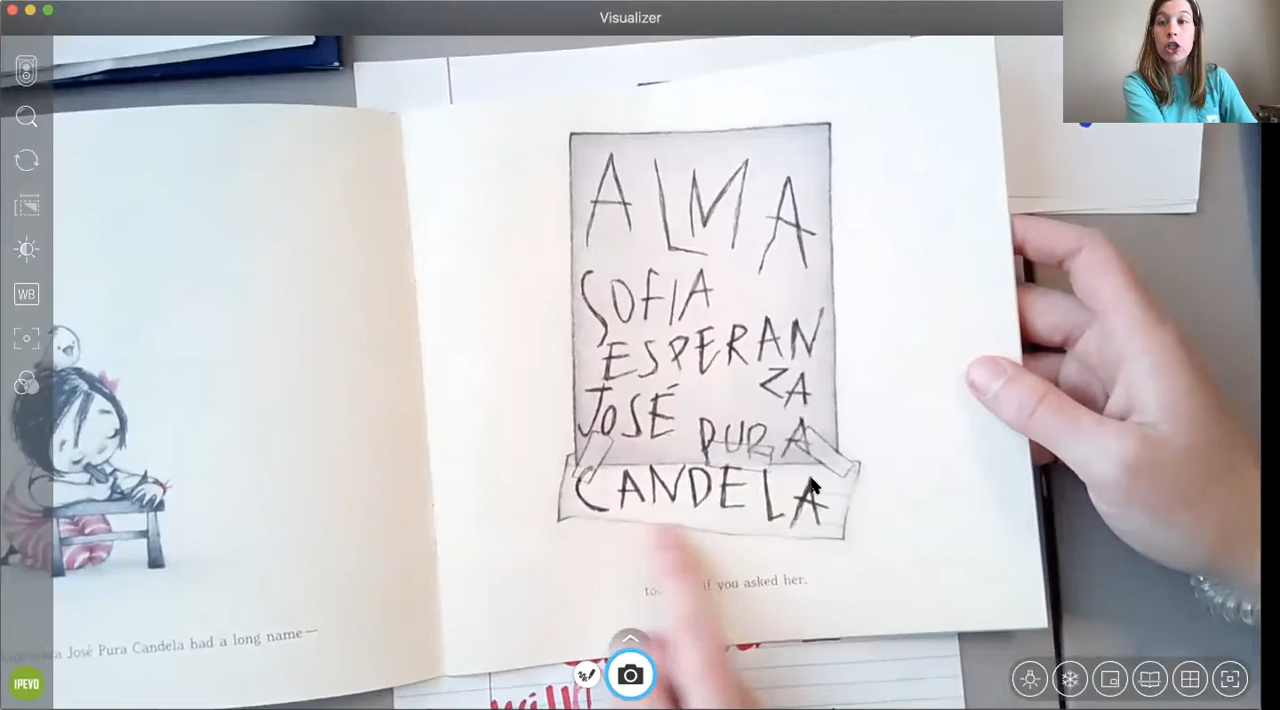 Visualizer
WB
ALMA
SOFIA
ESPERAN
ZA
JOSÉ PURA
CANDELA
if you asked her.
José Pura Candela had a long name—
IPEVO